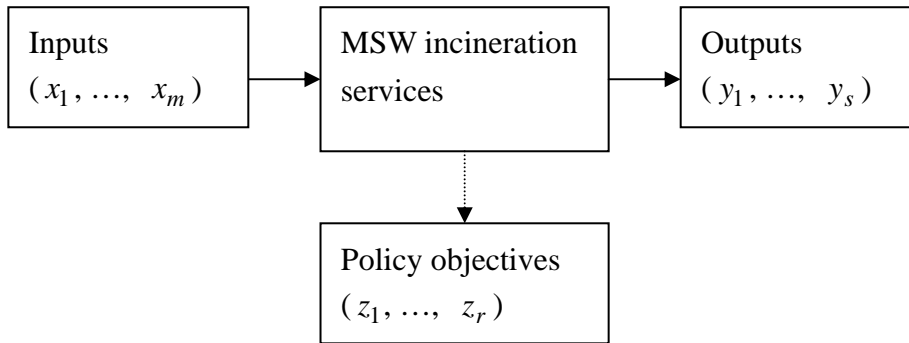 Inputs
(x₁, …, xₘ)
MSW incineration
services
Outputs
(y₁, …, yₛ)
Policy objectives
(z₁, …, zᵣ)